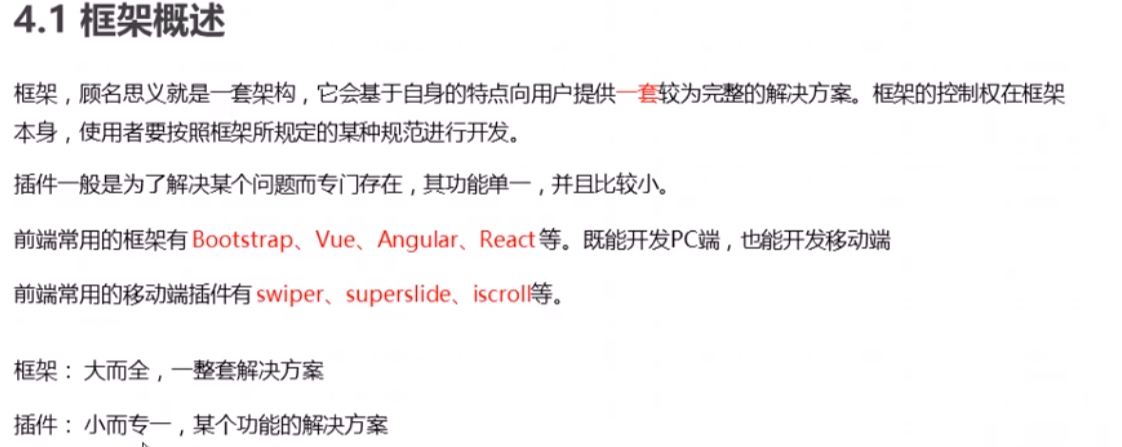 4.1 框架概述
框架，顾名思义就是一套架构，它会基于自身的特点向用户提供一套较为完整的解决方案。框架的控制权在框架
本身，使用者要按照框架所规定的某种规范进行开发。
插件一般是为了解决某个问题而专门存在，其功能单一，并且比较小。
前端常用的框架有 Bootstrap、Vue、Angular、React 等。既能开发PC端，也能开发移动端
前端常用的移动端插件有 swiper、superslide、iscroll等。
框架： 大而全，一整套解决方案
插件： 小而专一，某个功能的解决方案